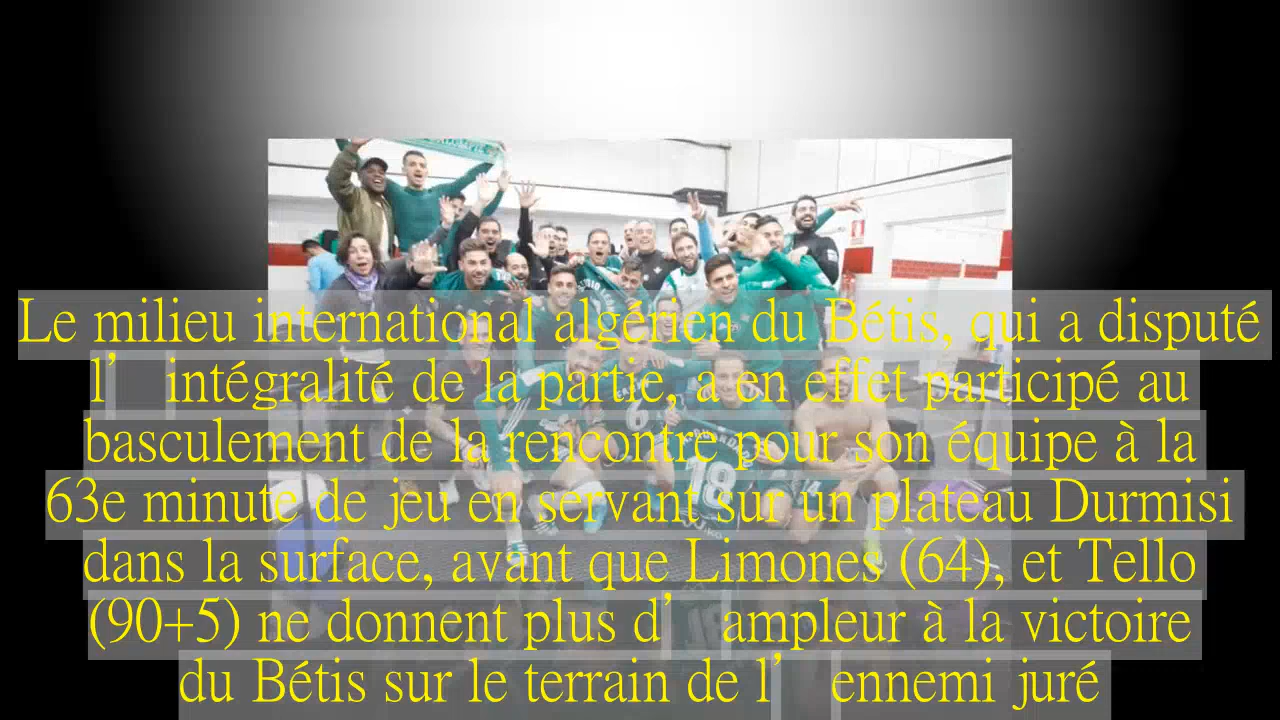 Le milieu international algérien du Bétis, qui a disputé
l’ intégralité de la partie, a en effet participé au
basculement de la rencontre pour son équipe à la
63e minute de jeu en servant sur un plateau Durmisi
dans la surface, avant que Limones (64), et Tello
(90+5) ne donnent plus d’ ampleur à la victoire
du Bétis sur le terrain de l’ ennemi juré
18